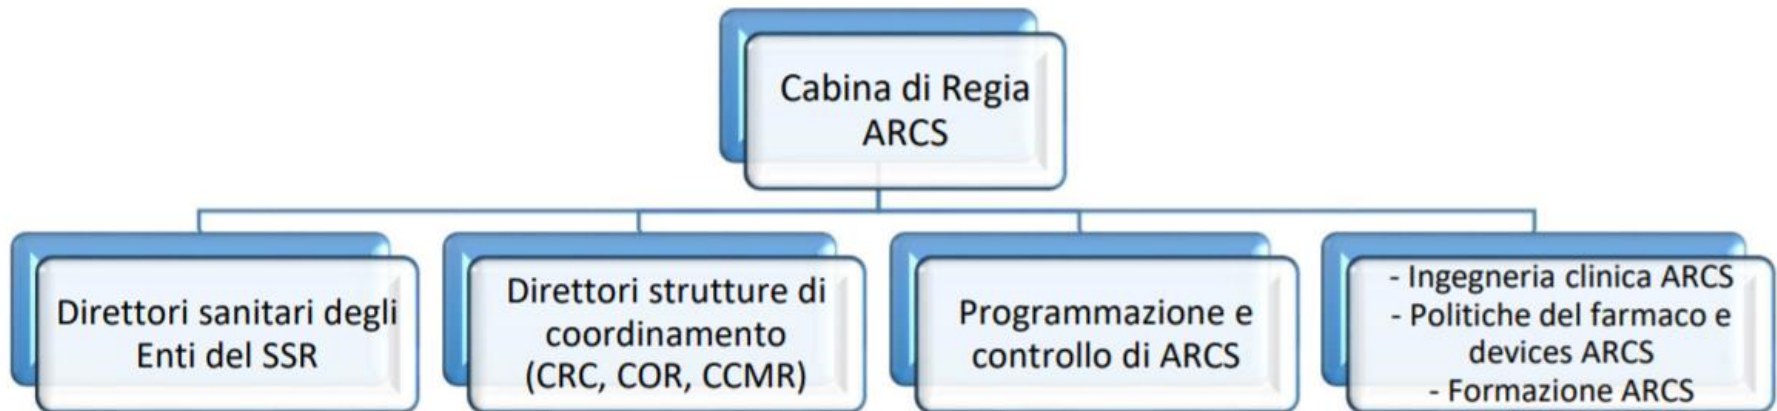 Cabina di Regia
ARCS
Direttori sanitari degli
Enti del SSR
Direttori strutture di
coordinamento
(CRC, COR, CCMR)
Programmazione e
controllo di ARCS
- Ingegneria clinica ARCS
- Politiche del farmaco e
devices ARCS
- Formazione ARCS